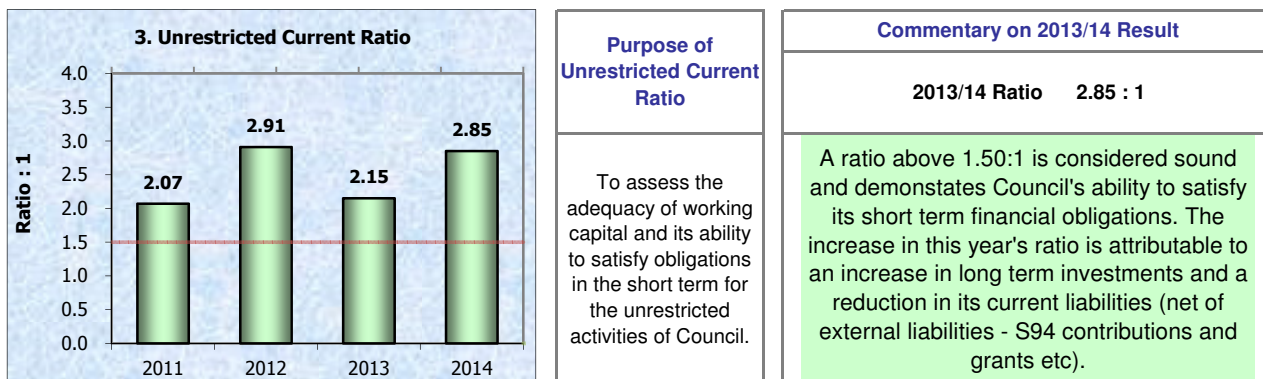 3. Unrestricted Current Ratio
Ratio : 1
4.0
3.5
3.0
2.5
2.0
1.5
1.0
0.5
0.0
2.07
2.91
2.15
2.85
2011 2012 2013 2014
Purpose of
Unrestricted Current
Ratio
To assess the
adequacy of working
capital and its ability
to satisfy obligations
in the short term for
the unrestricted
activities of Council.
Commentary on 2013/14 Result
2013/14 Ratio 2.85 : 1
A ratio above 1.50:1 is considered sound
and demonstates Council's ability to satisfy
its short term financial obligations. The
increase in this year's ratio is attributable to
an increase in long term investments and a
reduction in its current liabilities (net of
external liabilities - S94 contributions and
grants etc).